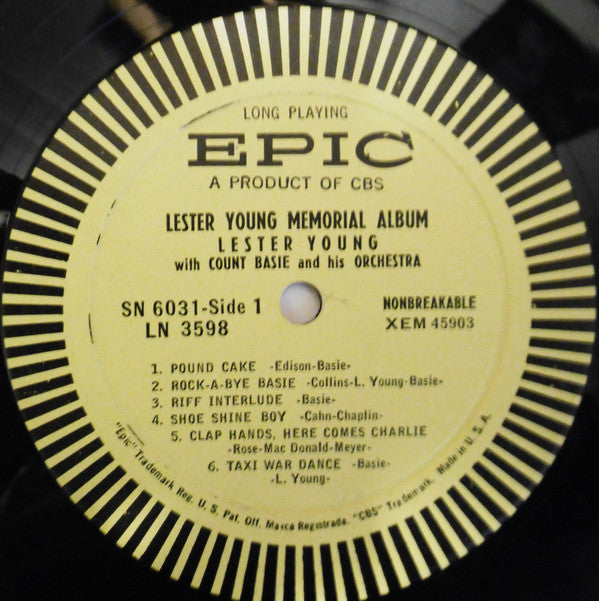 LONG PLAYING
EPIC
A PRODUCT OF CBS
LESTER YOUNG MEMORIAL ALBUM
LESTER YOUNG
with COUNT BASIE and his ORCHESTRA
SN 6031-Side 1
LN 3598
NONBREAKABLE
XEM 45903
1. POUND CAKE -Edison-Basie-
2. ROCK-A-BYE BASIE -Collins-L. Young-Basie-
3. RIFF INTERLUDE -Basie-
4. SHOE SHINE BOY -Cahn-Chaplin-
5. CLAP HANDS, HERE COMES CHARLIE
-Rose-Mac Donald-Meyer-
6. TAXI WAR DANCE -Basie-
-L. Young-
"Epic" Trademark Reg. U. S. Pat. Off. Marca Registrada. "CBS" Trademark. Made in U. S. A.